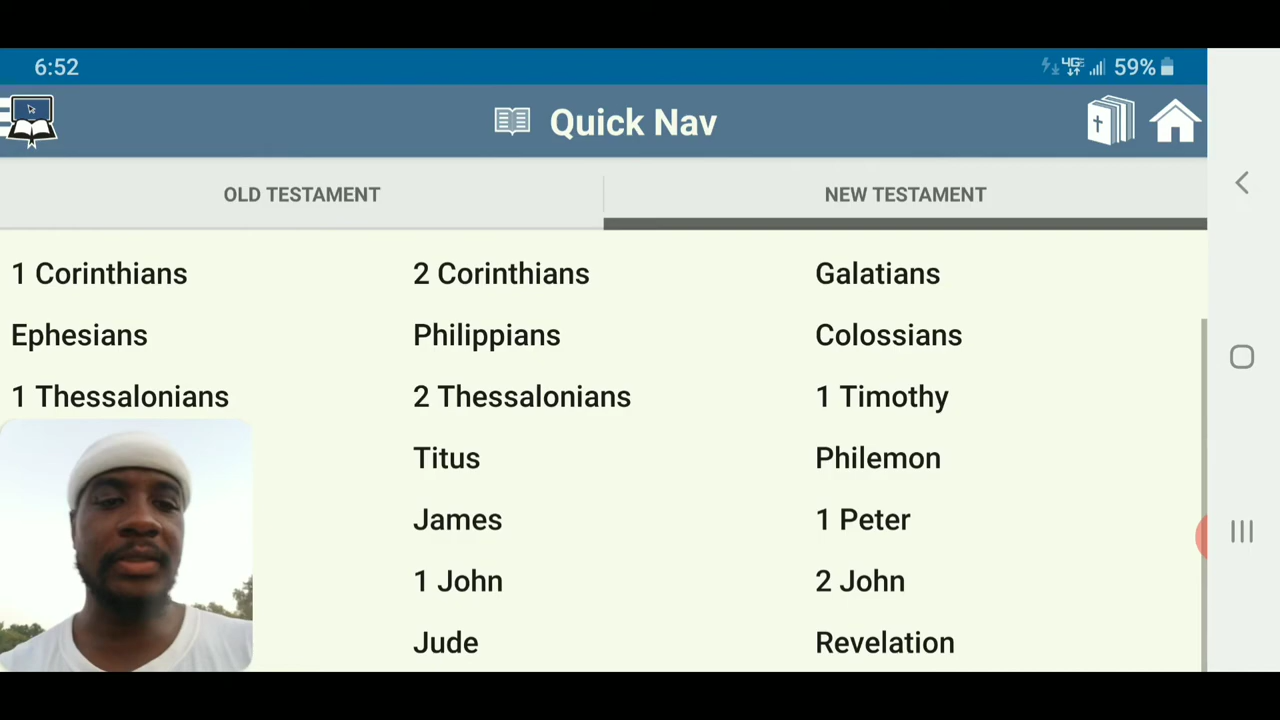 6:52 4G 59%
Quick Nav
OLD TESTAMENT NEW TESTAMENT
1 Corinthians 2 Corinthians Galatians
Ephesians Philippians Colossians
1 Thessalonians 2 Thessalonians 1 Timothy
Titus Philemon
James 1 Peter
1 John 2 John
Jude Revelation